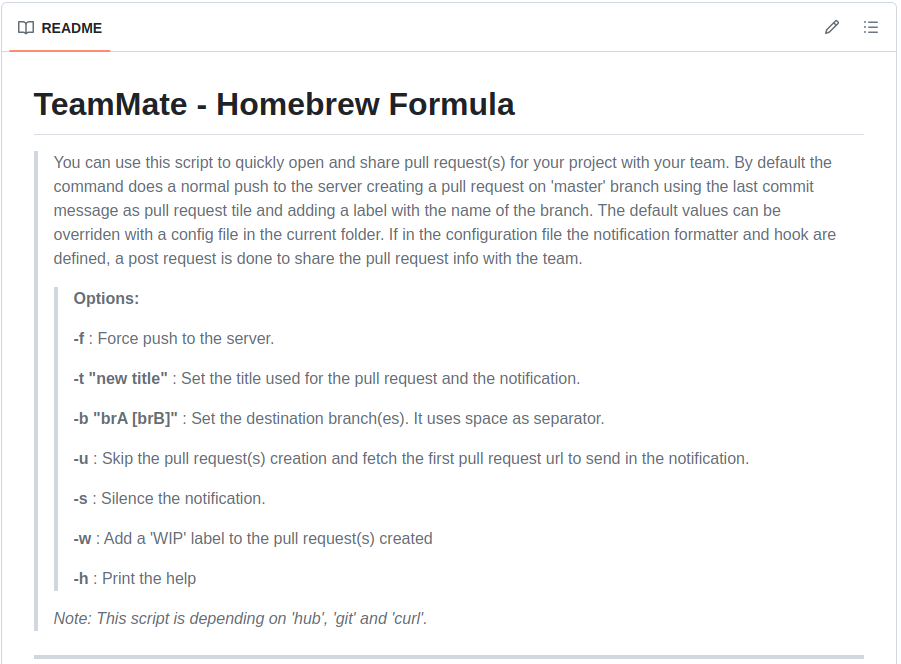 README
TeamMate - Homebrew Formula
You can use this script to quickly open and share pull request(s) for your project with your team. By default the
command does a normal push to the server creating a pull request on 'master' branch using the last commit
message as pull request tile and adding a label with the name of the branch. The default values can be
overriden with a config file in the current folder. If in the configuration file the notification formatter and hook are
defined, a post request is done to share the pull request info with the team.
Options:
-f : Force push to the server.
-t "new title" : Set the title used for the pull request and the notification.
-b "brA [brB]" : Set the destination branch(es). It uses space as separator.
-u : Skip the pull request(s) creation and fetch the first pull request url to send in the notification.
-s : Silence the notification.
-w : Add a 'WIP' label to the pull request(s) created
-h : Print the help
Note: This script is depending on 'hub', 'git' and 'curl'.